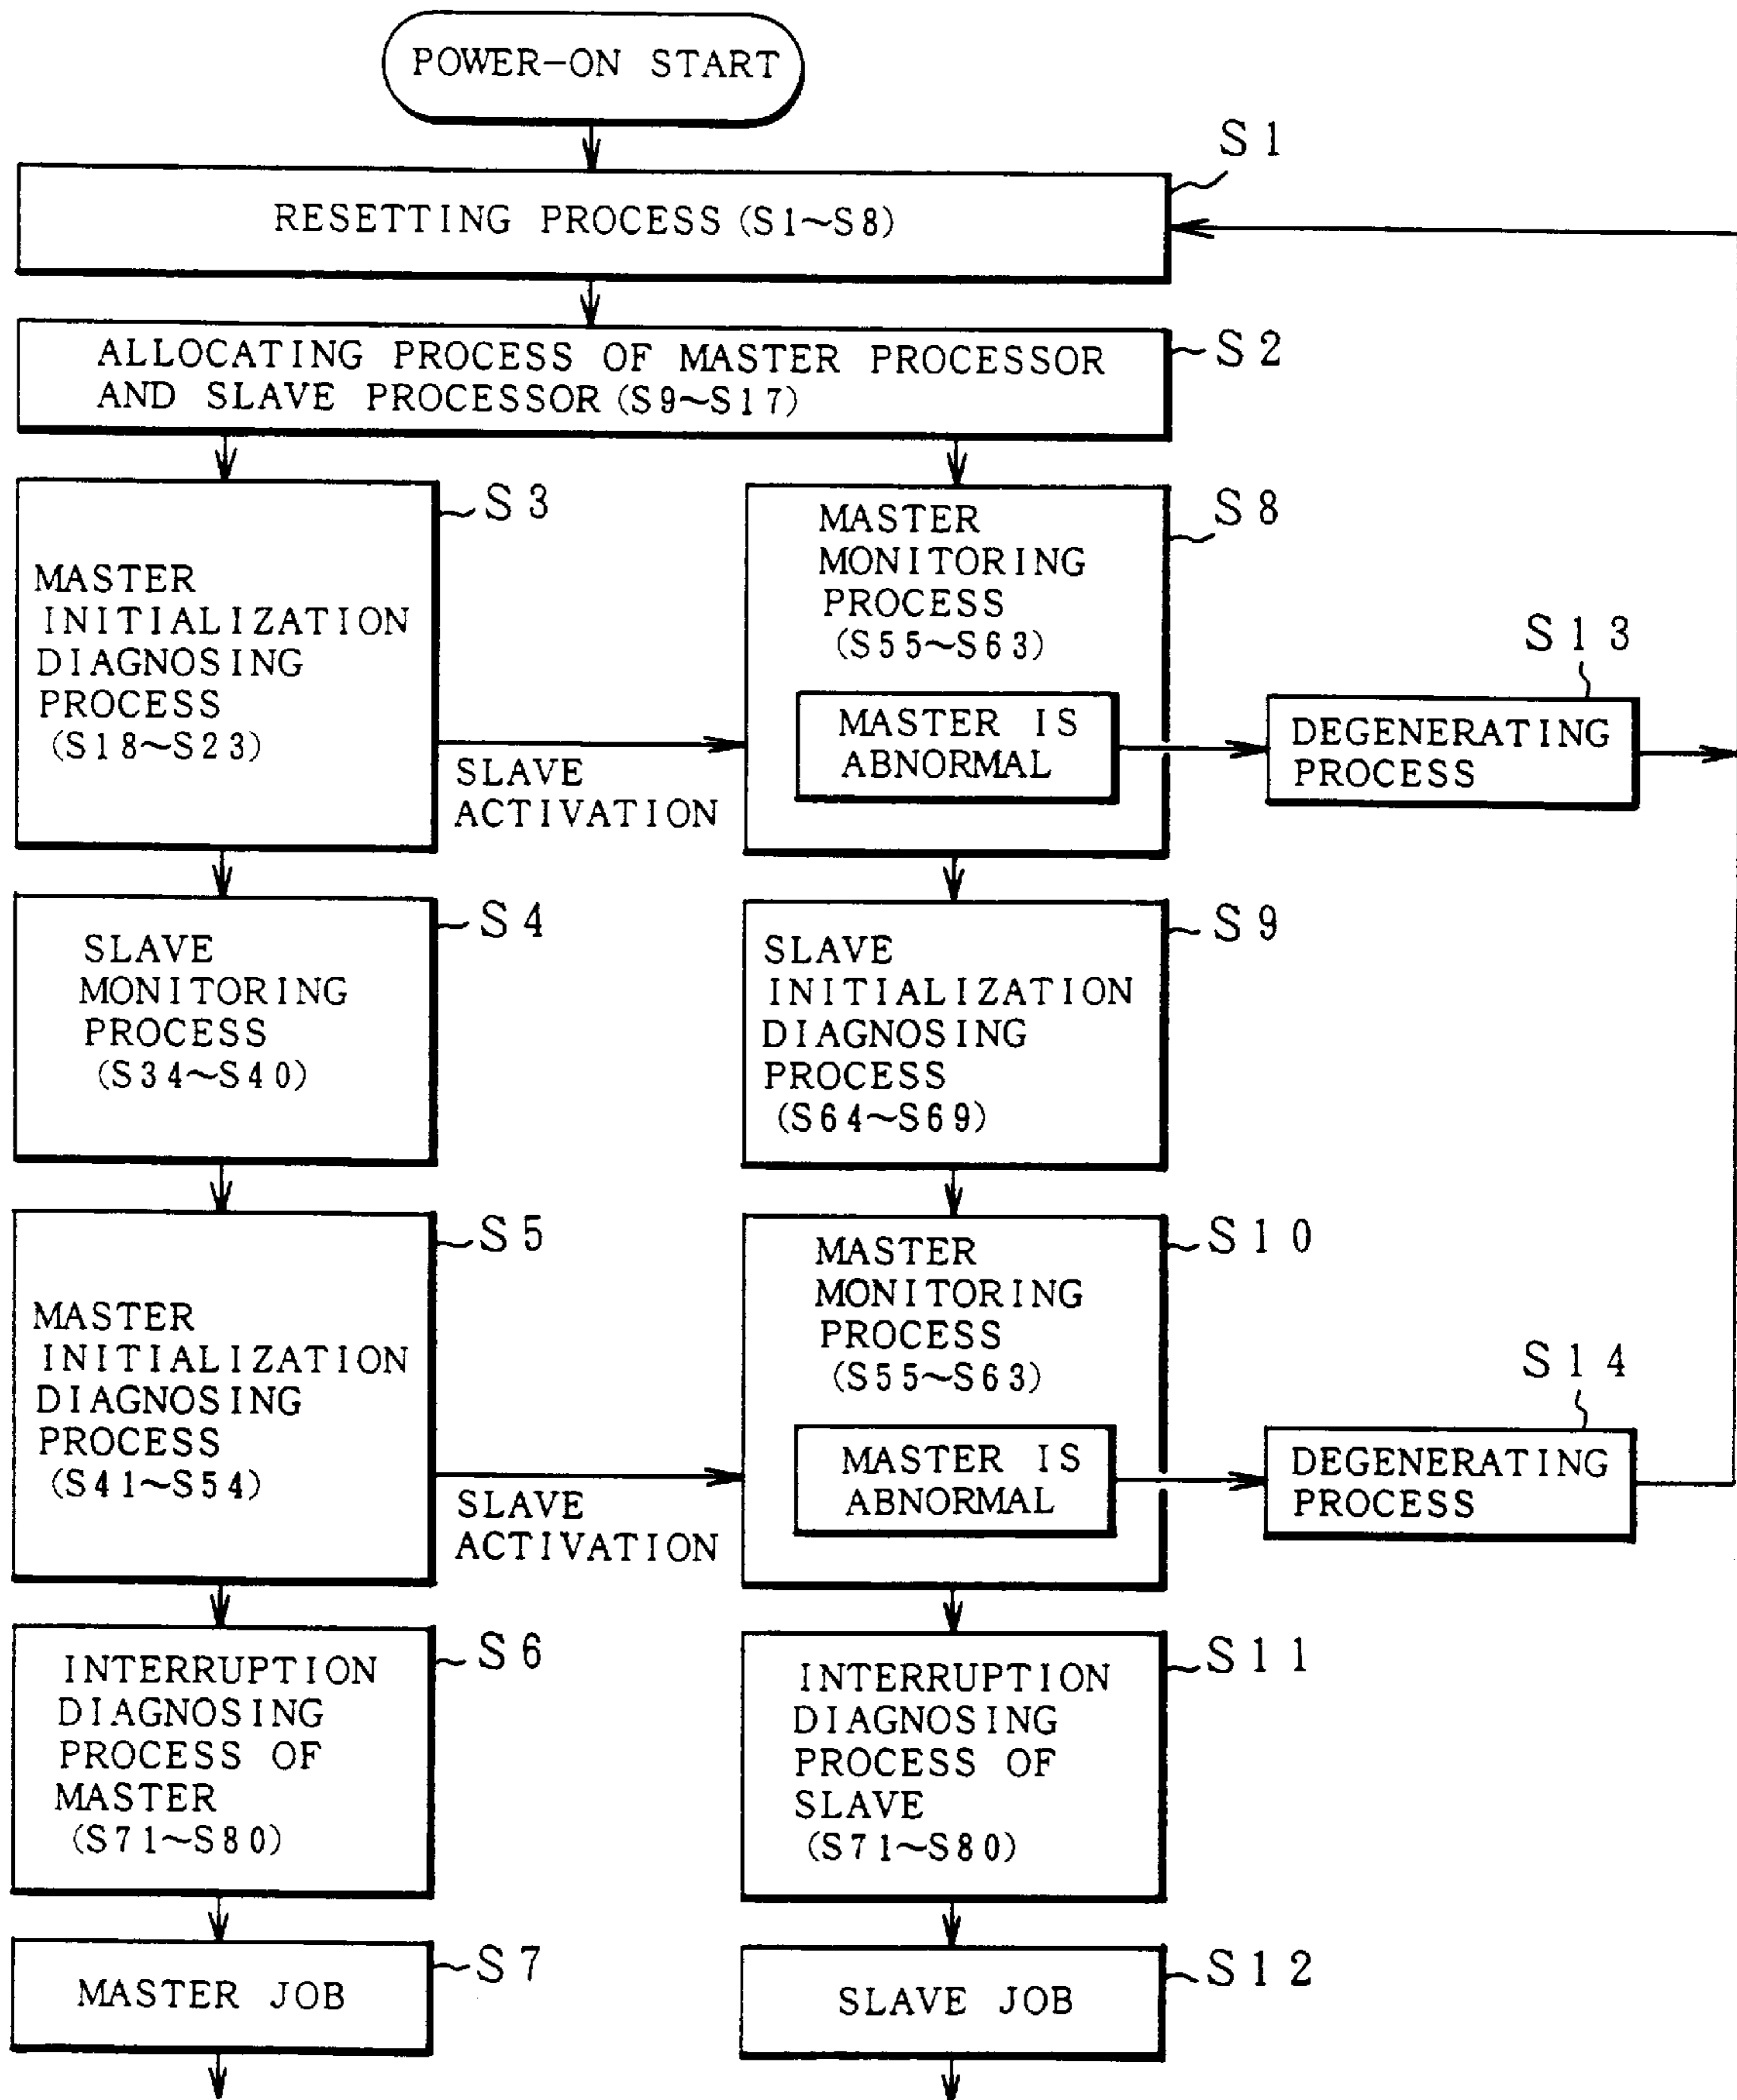 POWER-ON START
S1
RESETTING PROCESS (S1~S8)
ALLOCATING PROCESS OF MASTER PROCESSOR
AND SLAVE PROCESSOR (S9~S17)
S2
MASTER
INITIALIZATION
DIAGNOSING
PROCESS
(S18~S23)
S3
SLAVE
ACTIVATION
MASTER
MONITORING
PROCESS
(S55~S63)
MASTER IS
ABNORMAL
S8
S13
DEGENERATING
PROCESS
SLAVE
MONITORING
PROCESS
(S34~S40)
S4
SLAVE
INITIALIZATION
DIAGNOSING
PROCESS
(S64~S69)
S9
MASTER
INITIALIZATION
DIAGNOSING
PROCESS
(S41~S54)
S5
SLAVE
ACTIVATION
MASTER
MONITORING
PROCESS
(S55~S63)
MASTER IS
ABNORMAL
S10
S14
DEGENERATING
PROCESS
INTERRUPTION
DIAGNOSING
PROCESS OF
MASTER
(S71~S80)
S6
INTERRUPTION
DIAGNOSING
PROCESS OF
SLAVE
(S71~S80)
S11
MASTER JOB
S7
SLAVE JOB
S12